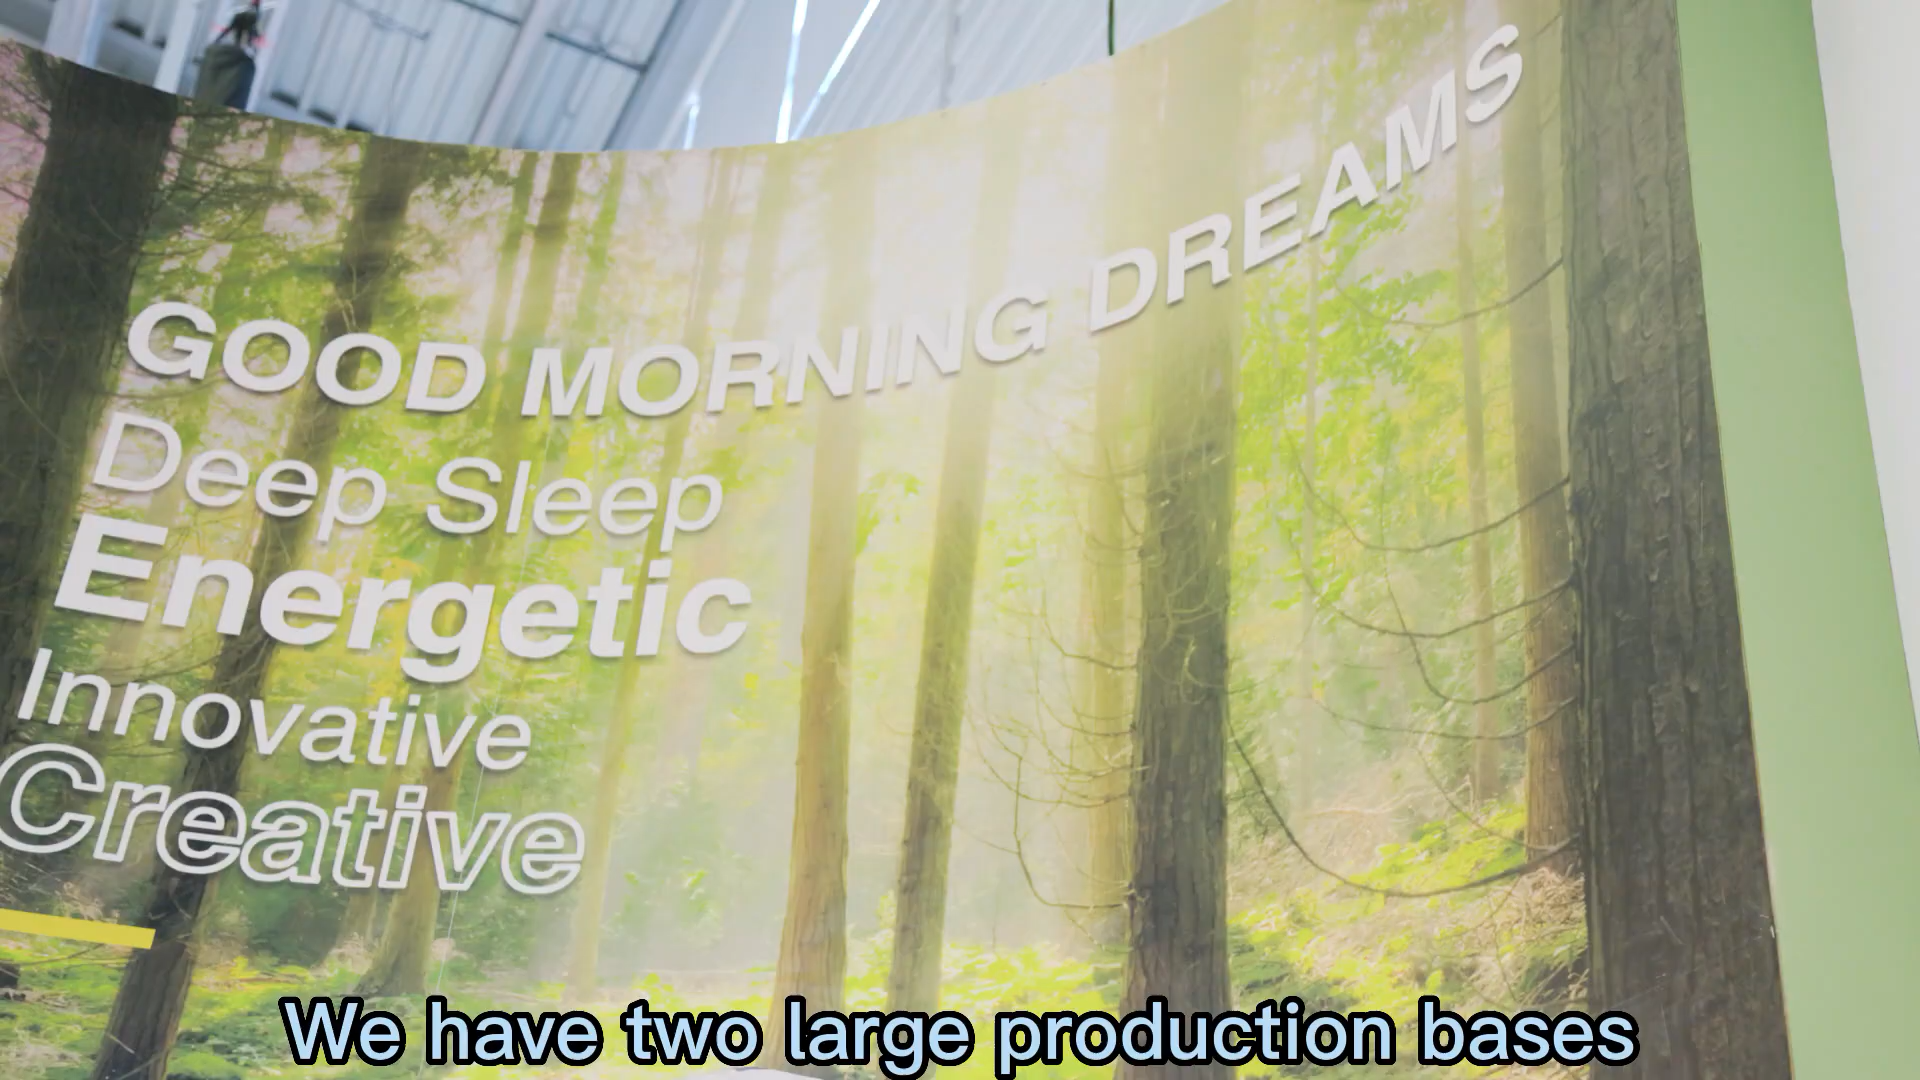 GOOD MORNING DREAMS
Deep Sleep
Energetic
Innovative
Creative
We have two large production bases